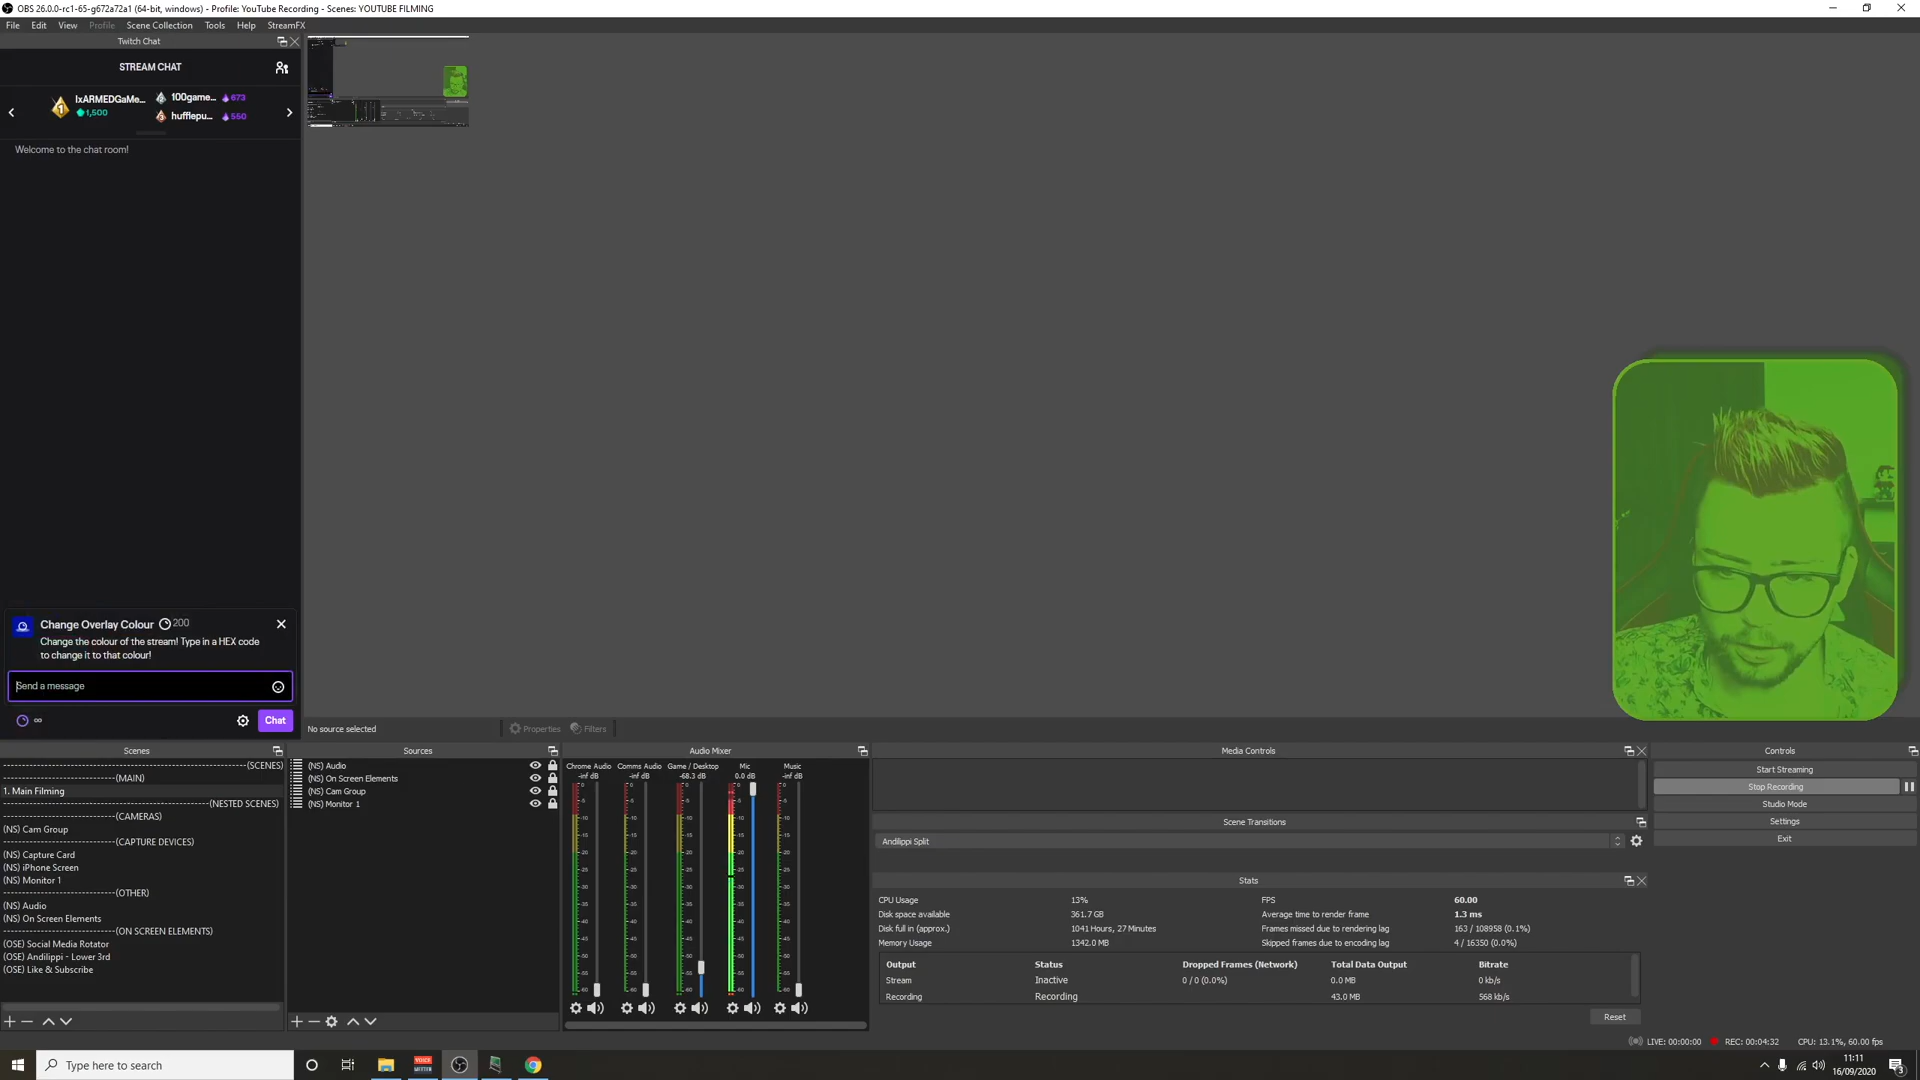 OBS 26.0.0-rc1-65-g672a72a1 (64-bit, windows) - Profile: YouTube Recording - Scenes: YOUTUBE FILMING
File Edit View Profile Scene Collection Tools Help StreamFX
Twitch Chat
STREAM CHAT
IxARMEDGaMe... 1,500
100game... 673
hufflepu... 550
Welcome to the chat room!
Change Overlay Colour 200
Change the colour of the stream! Type in a HEX code
to change it to that colour!
Send a message
∞ Chat
No source selected Properties Filters
Scenes
------------------------------(SCENES)
------------------------------(MAIN)
1. Main Filming
------------------------------(NESTED SCENES)
------------------------------(CAMERAS)
(NS) Cam Group
------------------------------(CAPTURE DEVICES)
(NS) Capture Card
(NS) iPhone Screen
(NS) Monitor 1
------------------------------(OTHER)
(NS) Audio
(NS) On Screen Elements
------------------------------(ON SCREEN ELEMENTS)
(OSE) Social Media Rotator
(OSE) Andilippi - Lower 3rd
(OSE) Like & Subscribe
Sources
(NS) Audio
(NS) On Screen Elements
(NS) Cam Group
(NS) Monitor 1
Audio Mixer
Chrome Audio Comms Audio Game / Desktop Mic Music
-inf dB -inf dB -68.3 dB 0.0 dB -inf dB
Media Controls
Scene Transitions
Andilippi Split
Stats
CPU Usage 13% FPS 60.00
Disk space available 361.7 GB Average time to render frame 1.3 ms
Disk full in (approx.) 1041 Hours, 27 Minutes Frames missed due to rendering lag 163 / 108958 (0.1%)
Memory Usage 1342.0 MB Skipped frames due to encoding lag 4 / 16350 (0.0%)
Output Status Dropped Frames (Network) Total Data Output Bitrate
Stream Inactive 0 / 0 (0.0%) 0.0 MB 0 kb/s
Recording Recording 43.0 MB 568 kb/s
Reset
Controls
Start Streaming
Stop Recording
Studio Mode
Settings
Exit
LIVE: 00:00:00 REC: 00:04:32 CPU: 13.1%, 60.00 fps
Type here to search
VOICE
11:11
16/09/2020
3